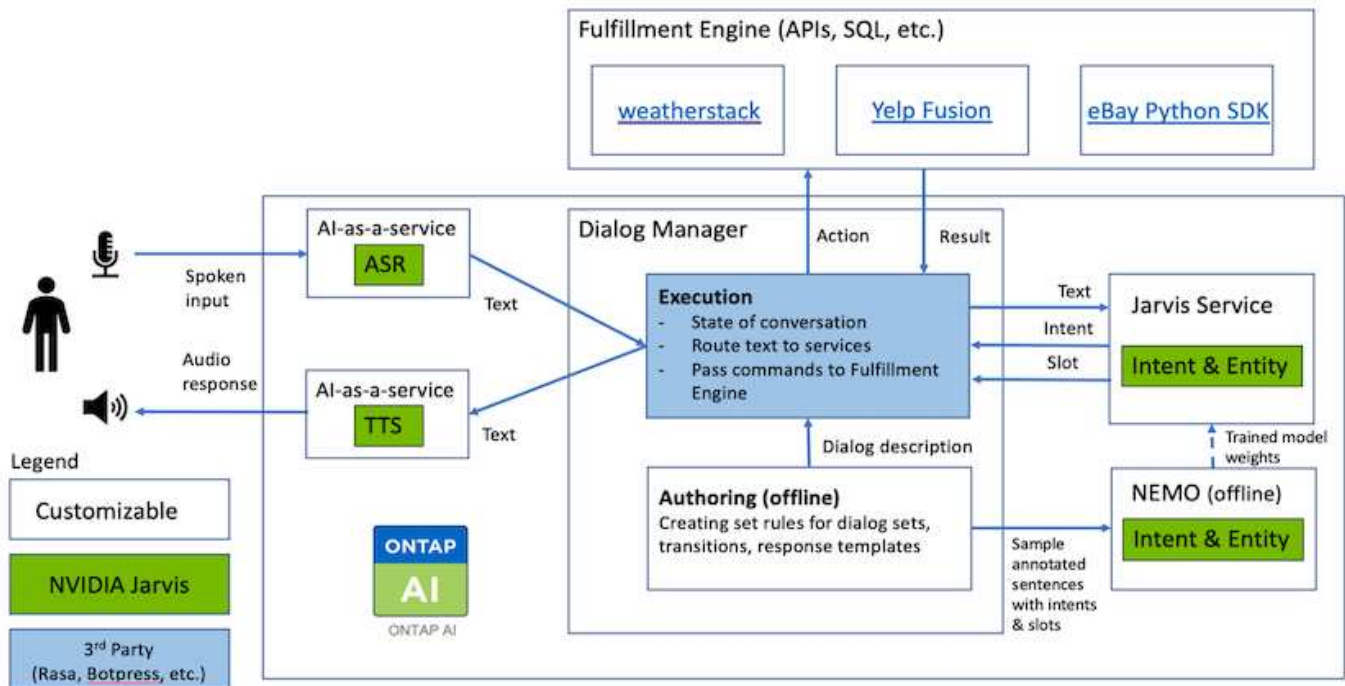 Fulfillment Engine (APIs, SQL, etc.)
weatherstack
Yelp Fusion
eBay Python SDK
AI-as-a-service
ASR
Spoken
input
Text
Audio
response
AI-as-a-service
TTS
Text
Dialog Manager
Action
Result
Execution
- State of conversation
- Route text to services
- Pass commands to Fulfillment
Engine
Text
Intent
Slot
Jarvis Service
Intent & Entity
Dialog description
Trained model
weights
Authoring (offline)
Creating set rules for dialog sets,
transitions, response templates
Sample
annotated
sentences
with intents
& slots
NEMO (offline)
Intent & Entity
Legend
Customizable
NVIDIA Jarvis
3rd Party
(Rasa, Botpress, etc.)
ONTAP
AI
ONTAP AI